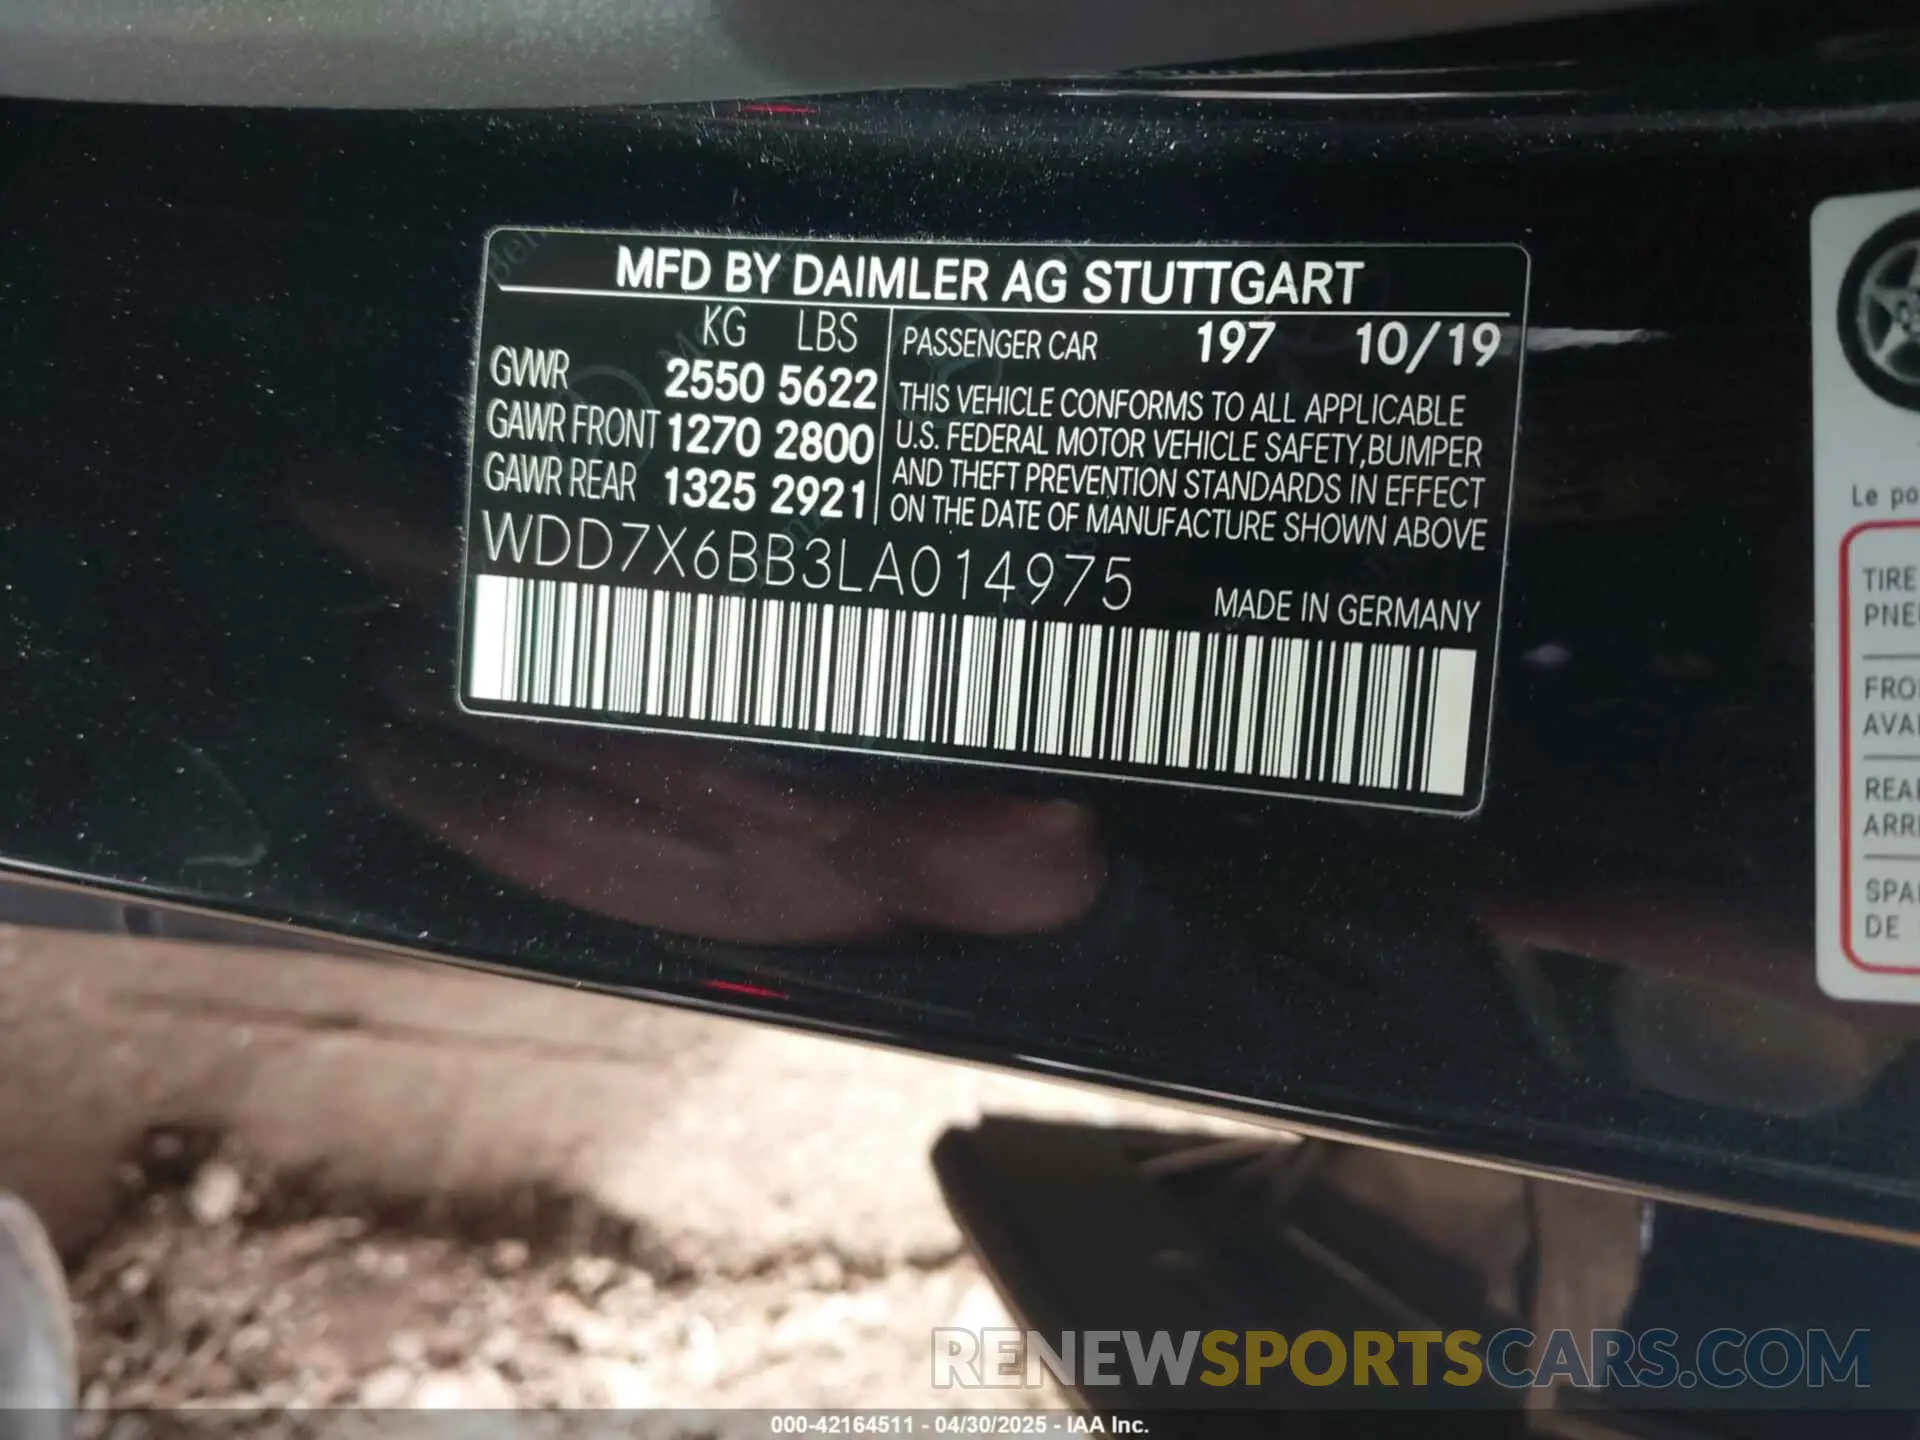 MFD BY DAIMLER AG STUTTGART
KG LBS
GVWR 2550 5622
GAWR FRONT 1270 2800
GAWR REAR 1325 2921
PASSENGER CAR 197 10/19
THIS VEHICLE CONFORMS TO ALL APPLICABLE
U.S. FEDERAL MOTOR VEHICLE SAFETY,BUMPER
AND THEFT PREVENTION STANDARDS IN EFFECT
ON THE DATE OF MANUFACTURE SHOWN ABOVE
WDD7X6BB3LA014975
MADE IN GERMANY
Le po
TIRE
PNEU
FRO
AVA
REA
ARRI
SPA
DE
RENEWSPORTSCARS.COM
000-42164511 - 04/30/2025 - IAA Inc.